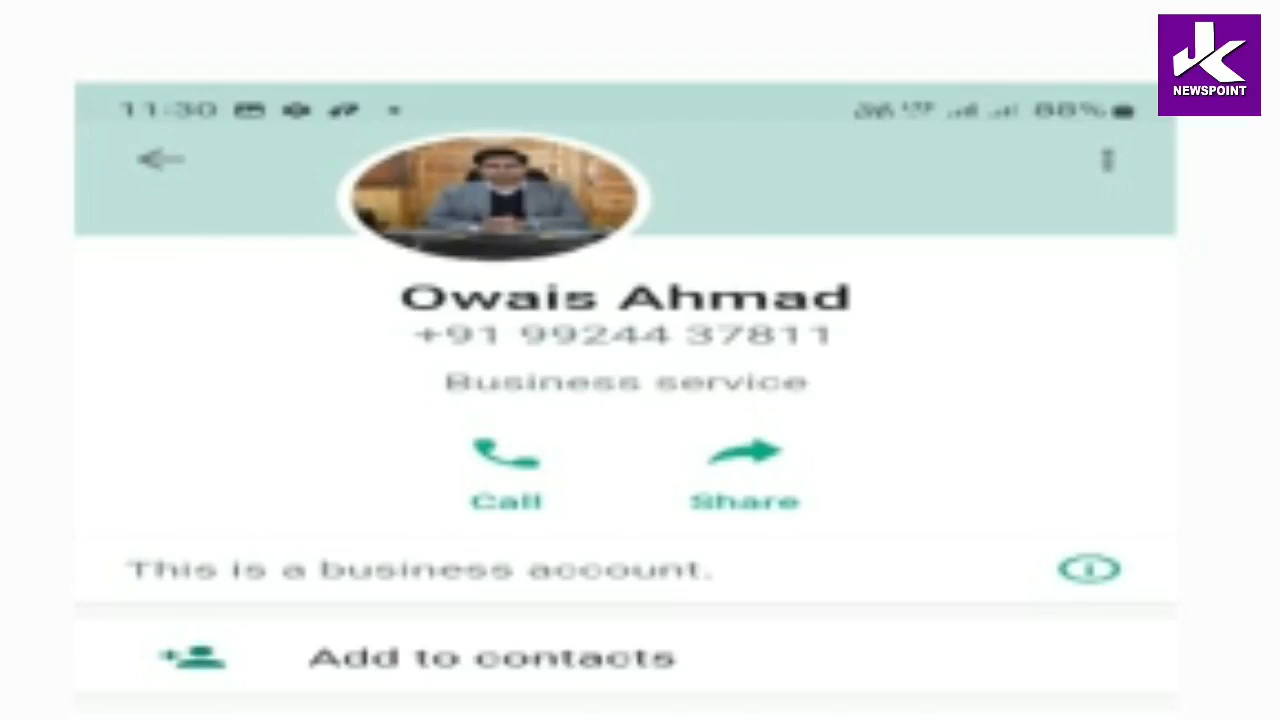 JK
NEWSPOINT
11:30 88%
Owais Ahmad
+91 99244 37811
Business service
Call Share
This is a business account.
Add to contacts